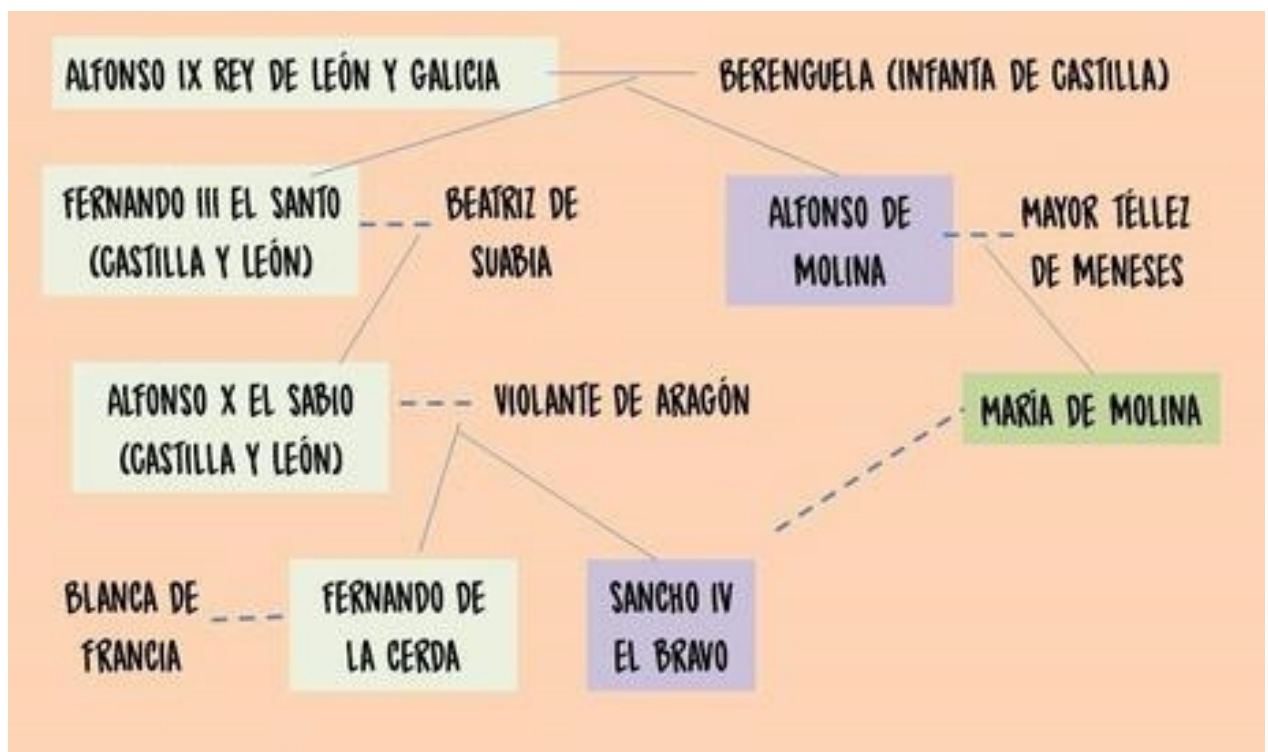 ALFONSO IX REY DE LEÓN Y GALICIA
BERENGUELA (INFANTA DE CASTILLA)
FERNANDO III EL SANTO
(CASTILLA Y LEÓN)
BEATRIZ DE
SUABIA
ALFONSO DE
MOLINA
MAYOR TÉLLEZ
DE MENESES
ALFONSO X EL SABIO
(CASTILLA Y LEÓN)
VIOLANTE DE ARAGÓN
MARÍA DE MOLINA
BLANCA DE
FRANCIA
FERNANDO DE
LA CERDA
SANCHO IV
EL BRAVO